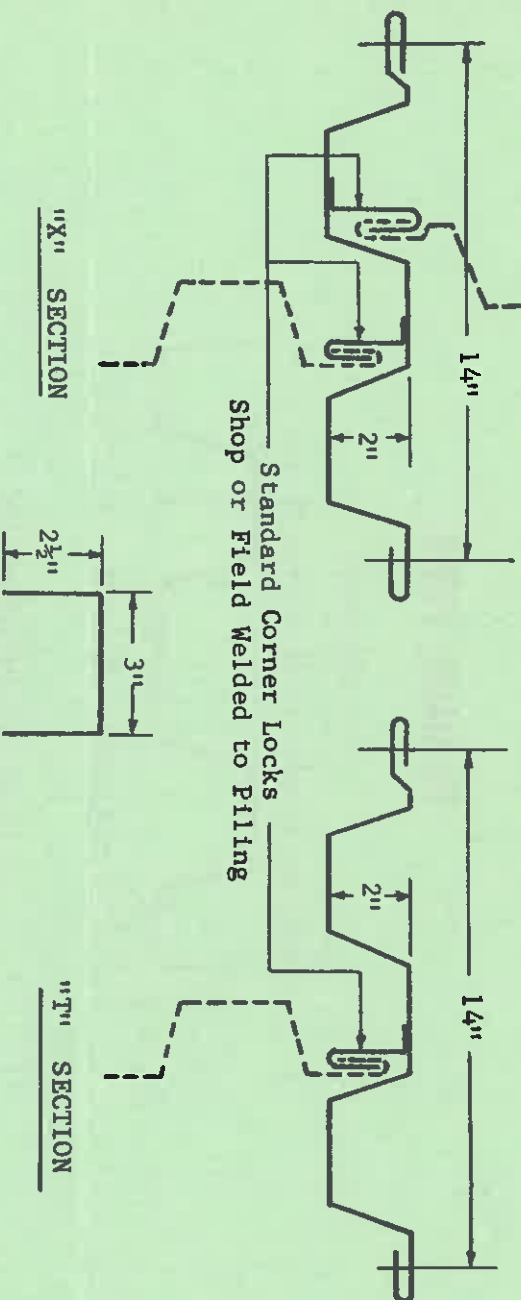 14"
14"
2"
2"
Standard Corner Locks
Shop or Field Welded to Piling
"X" SECTION
3"
2½"
"T" SECTION